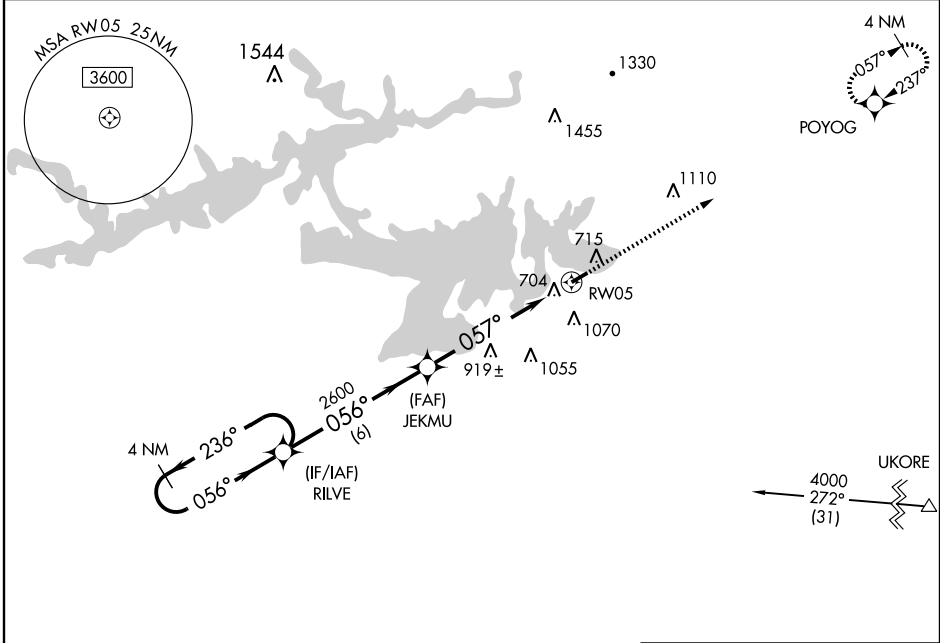 MSA RW05 25NM
3600
1544
1330
1455
4 NM
057°
237°
POYOG
1110
715
704
RW05
1070
057°
919±
1055
(FAF)
JEKMU
2600
056°
(6)
4 NM
236°
056°
(IF/IAF)
RILVE
UKORE
4000
272°
(31)